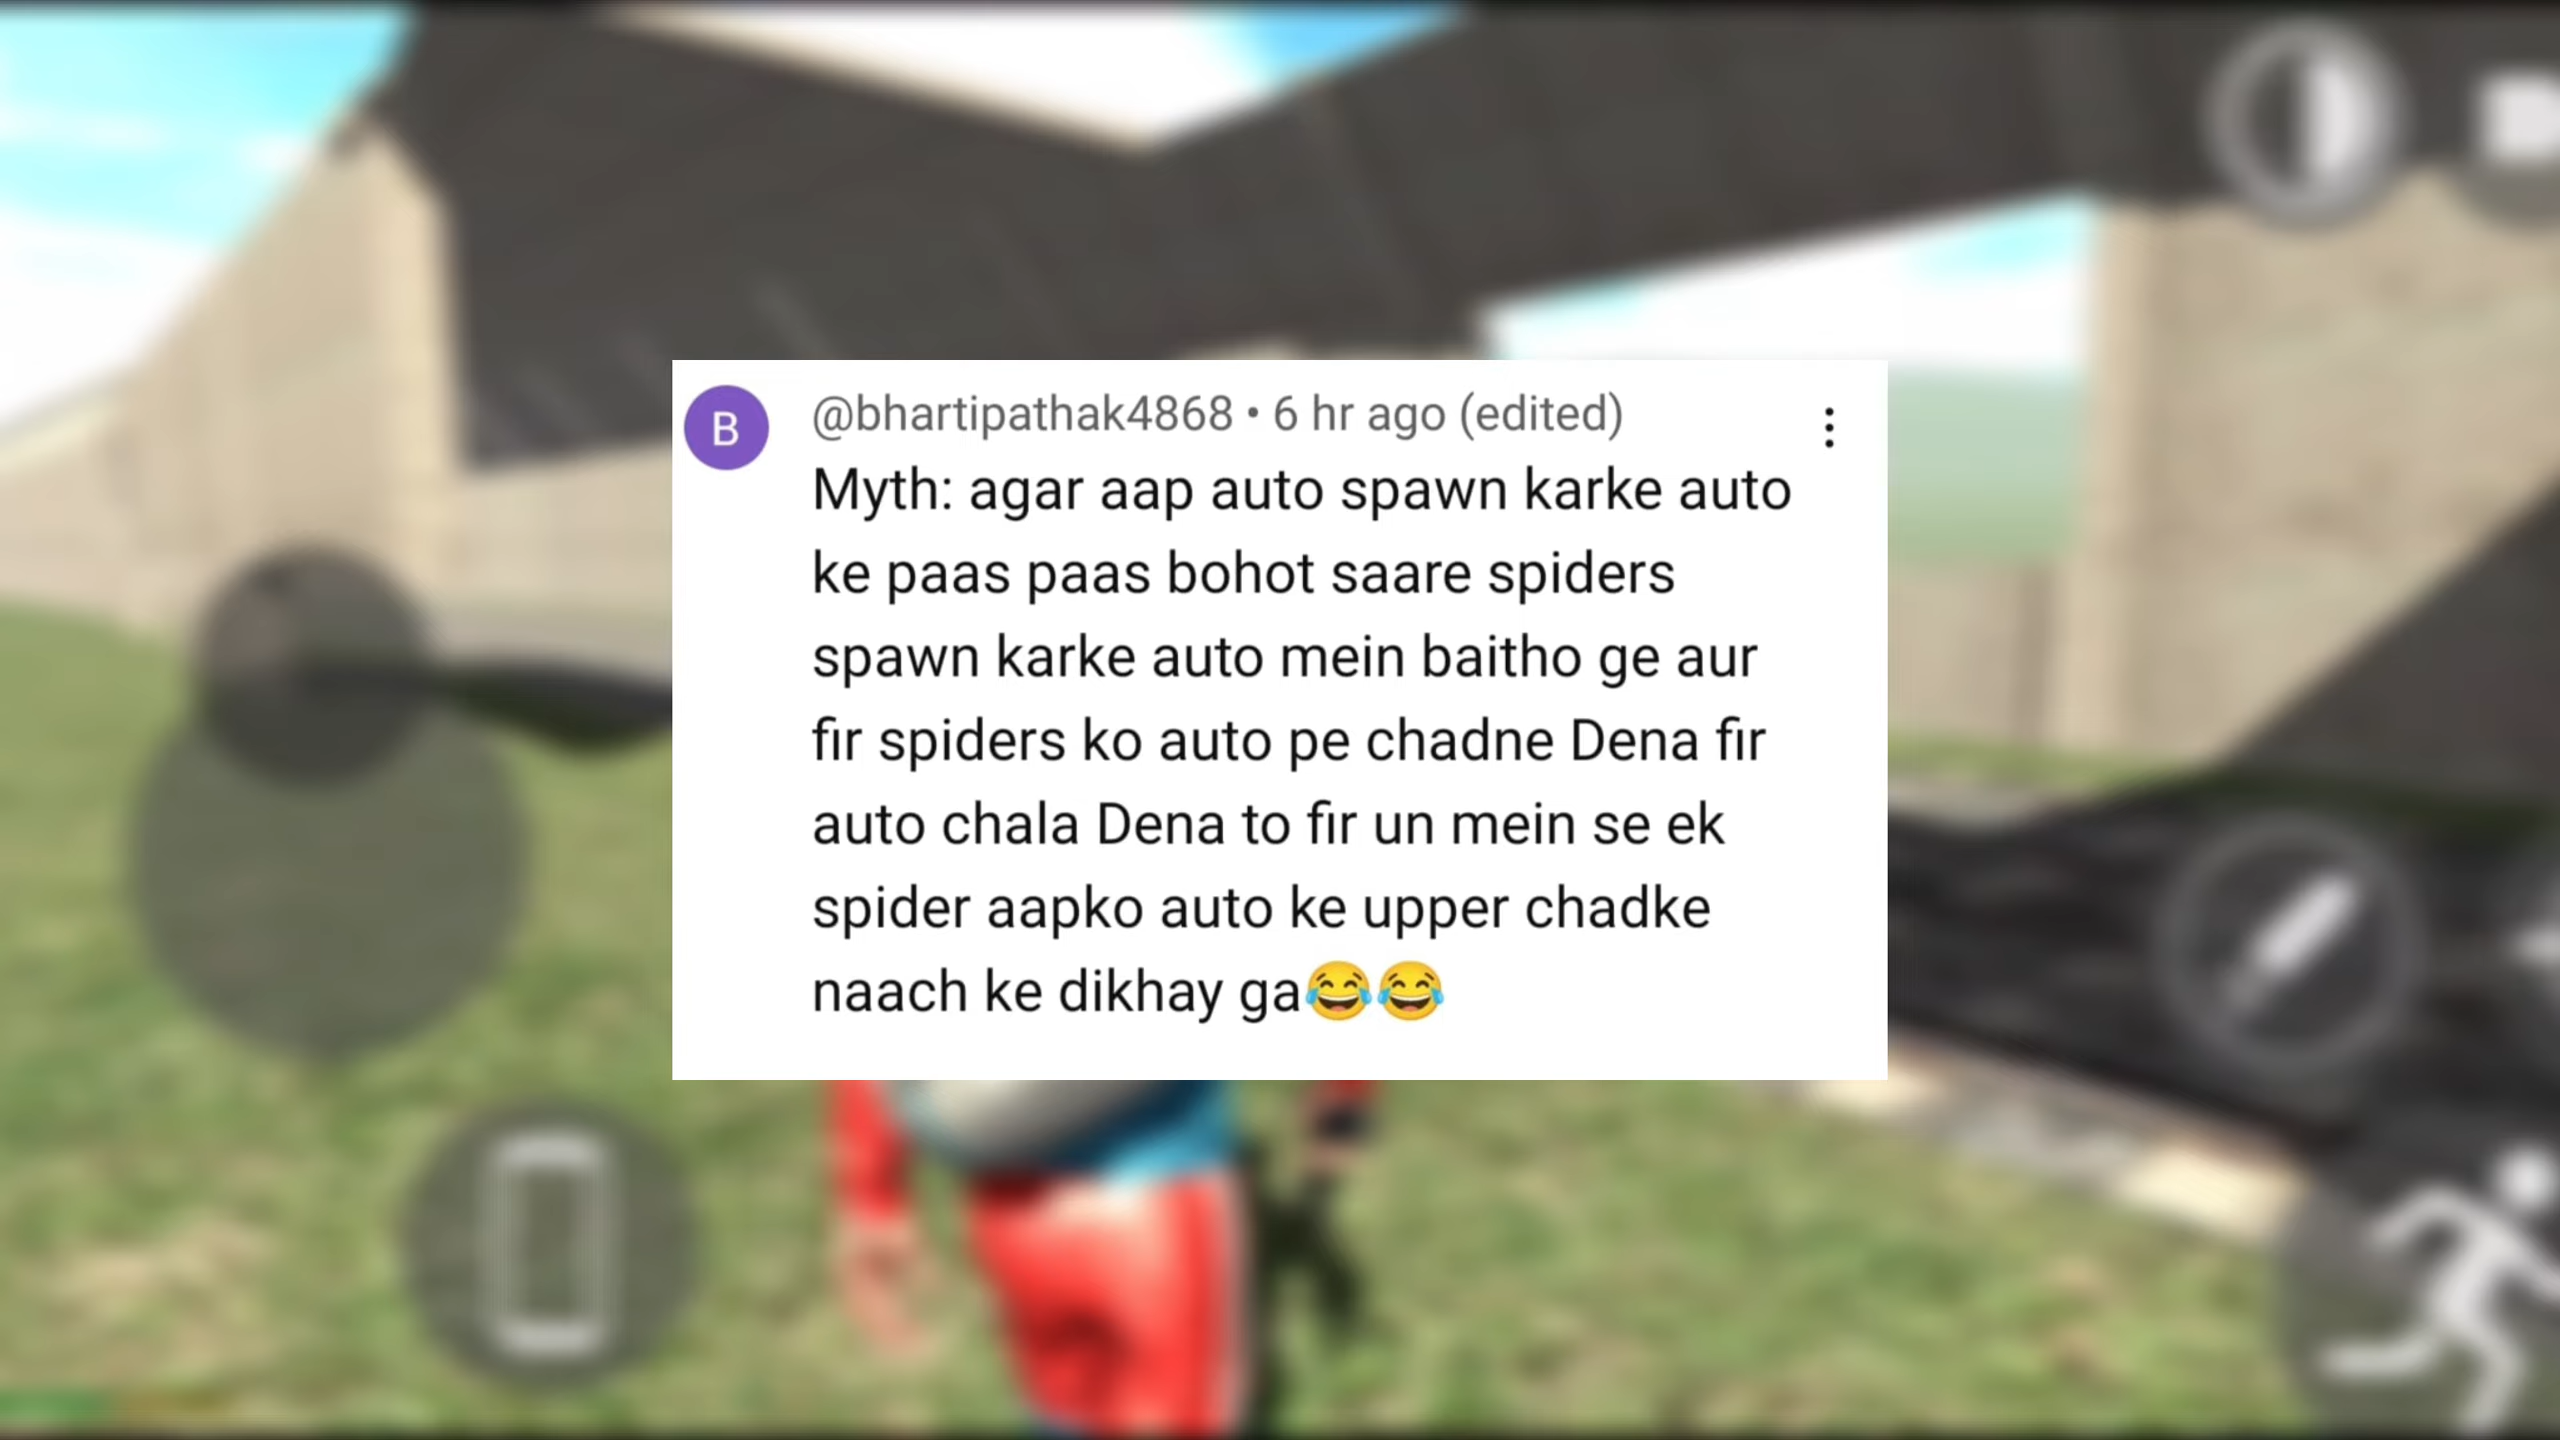 B
@bhartipathak4868 • 6 hr ago (edited)
Myth: agar aap auto spawn karke auto
ke paas paas bohot saare spiders
spawn karke auto mein baitho ge aur
fir spiders ko auto pe chadne Dena fir
auto chala Dena to fir un mein se ek
spider aapko auto ke upper chadke
naach ke dikhay ga😂😂